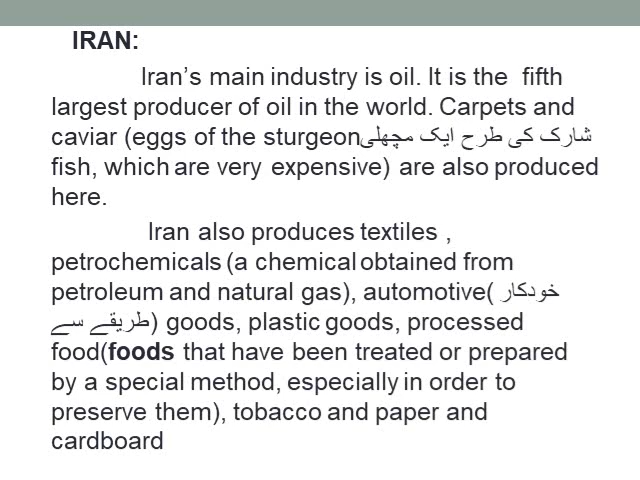 IRAN:
Iran’s main industry is oil. It is the  fifth
largest producer of oil in the world. Carpets and
caviar (eggs of the sturgeonشارک کی طرح ایک مچھلی
fish, which are very expensive) are also produced
here.
Iran also produces textiles ,
petrochemicals (a chemical obtained from
petroleum and natural gas), automotive( خودکار
طریقے سے) goods, plastic goods, processed
food(foods that have been treated or prepared
by a special method, especially in order to
preserve them), tobacco and paper and
cardboard